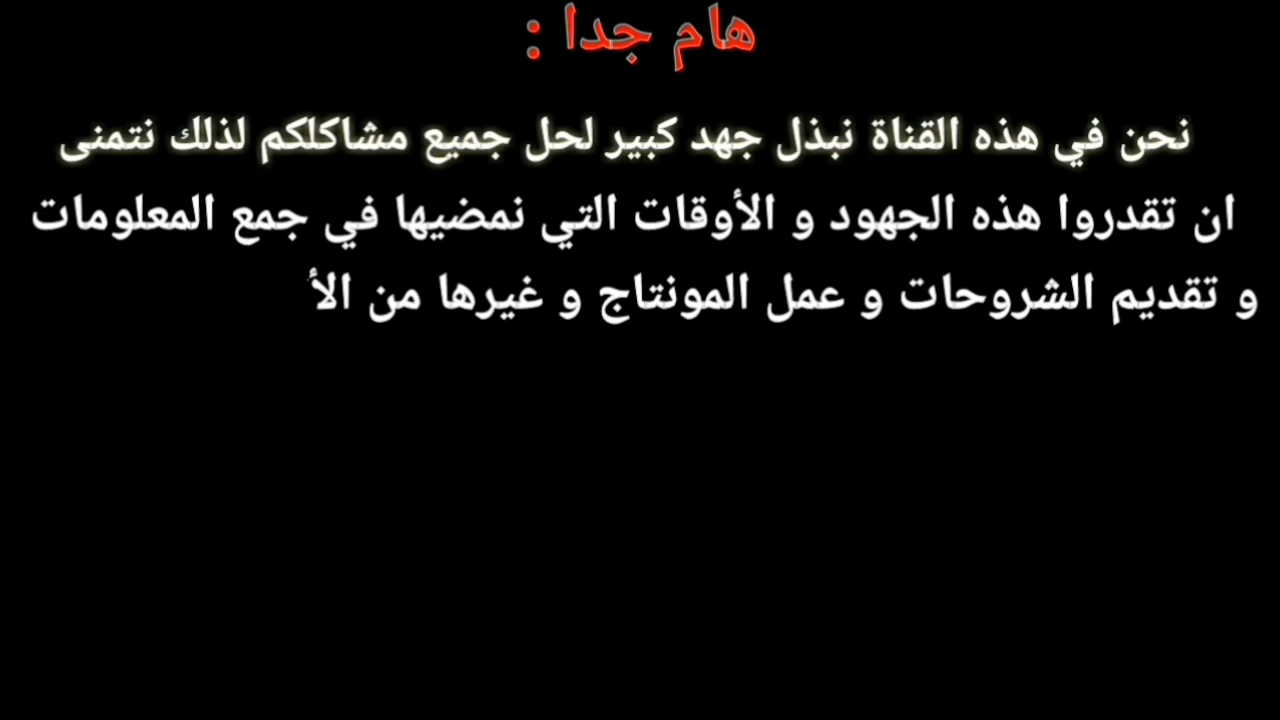 هام جدا :
نحن في هذه القناة نبذل جهد كبير لحل جميع مشاكلكم لذلك نتمنى
ان تقدروا هذه الجهود و الأوقات التي نمضيها في جمع المعلومات
و تقديم الشروحات و عمل المونتاج و غيرها من الأ